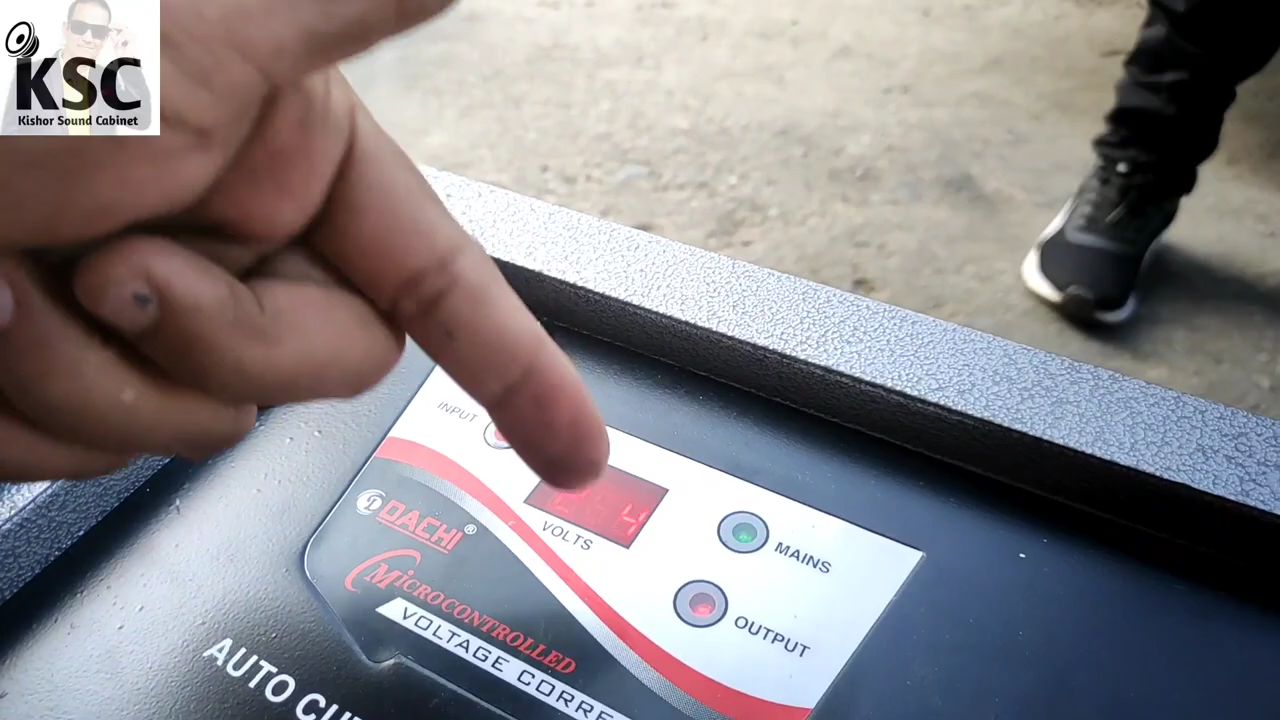 KSC
Kishor Sound Cabinet
INPUT
VOLTS
MAINS
OUTPUT
DACHI®
MICROCONTROLLED
VOLTAGE CORRE
AUTO CU